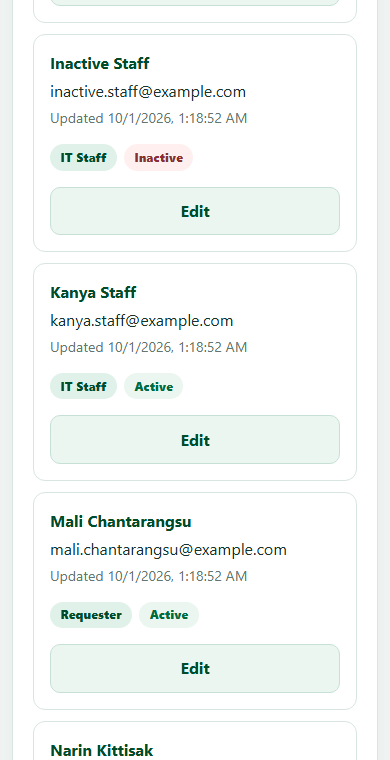 Inactive Staff
inactive.staff@example.com
Updated 10/1/2026, 1:18:52 AM
IT Staff Inactive
Edit
Kanya Staff
kanya.staff@example.com
Updated 10/1/2026, 1:18:52 AM
IT Staff Active
Edit
Mali Chantarangsu
mali.chantarangsu@example.com
Updated 10/1/2026, 1:18:52 AM
Requester Active
Edit
Narin Kittisak